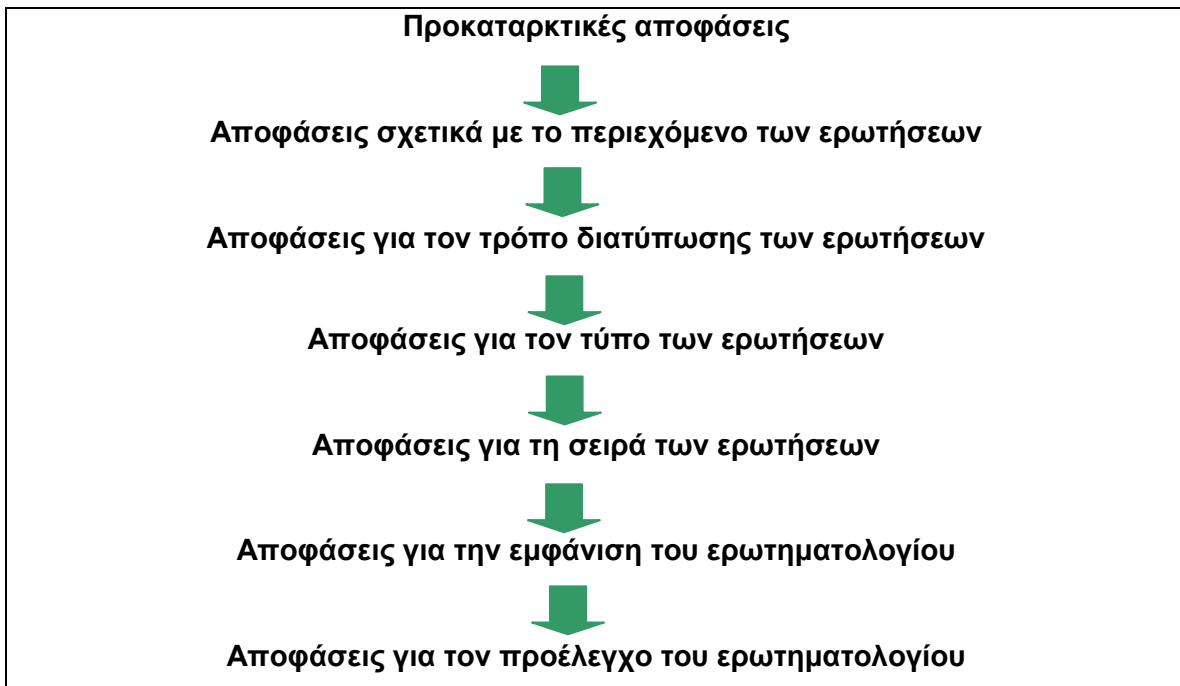 Προκαταρκτικές αποφάσεις
Αποφάσεις σχετικά με το περιεχόμενο των ερωτήσεων
Αποφάσεις για τον τρόπο διατύπωσης των ερωτήσεων
Αποφάσεις για τον τύπο των ερωτήσεων
Αποφάσεις για τη σειρά των ερωτήσεων
Αποφάσεις για την εμφάνιση του ερωτηματολογίου
Αποφάσεις για τον προέλεγχο του ερωτηματολογίου